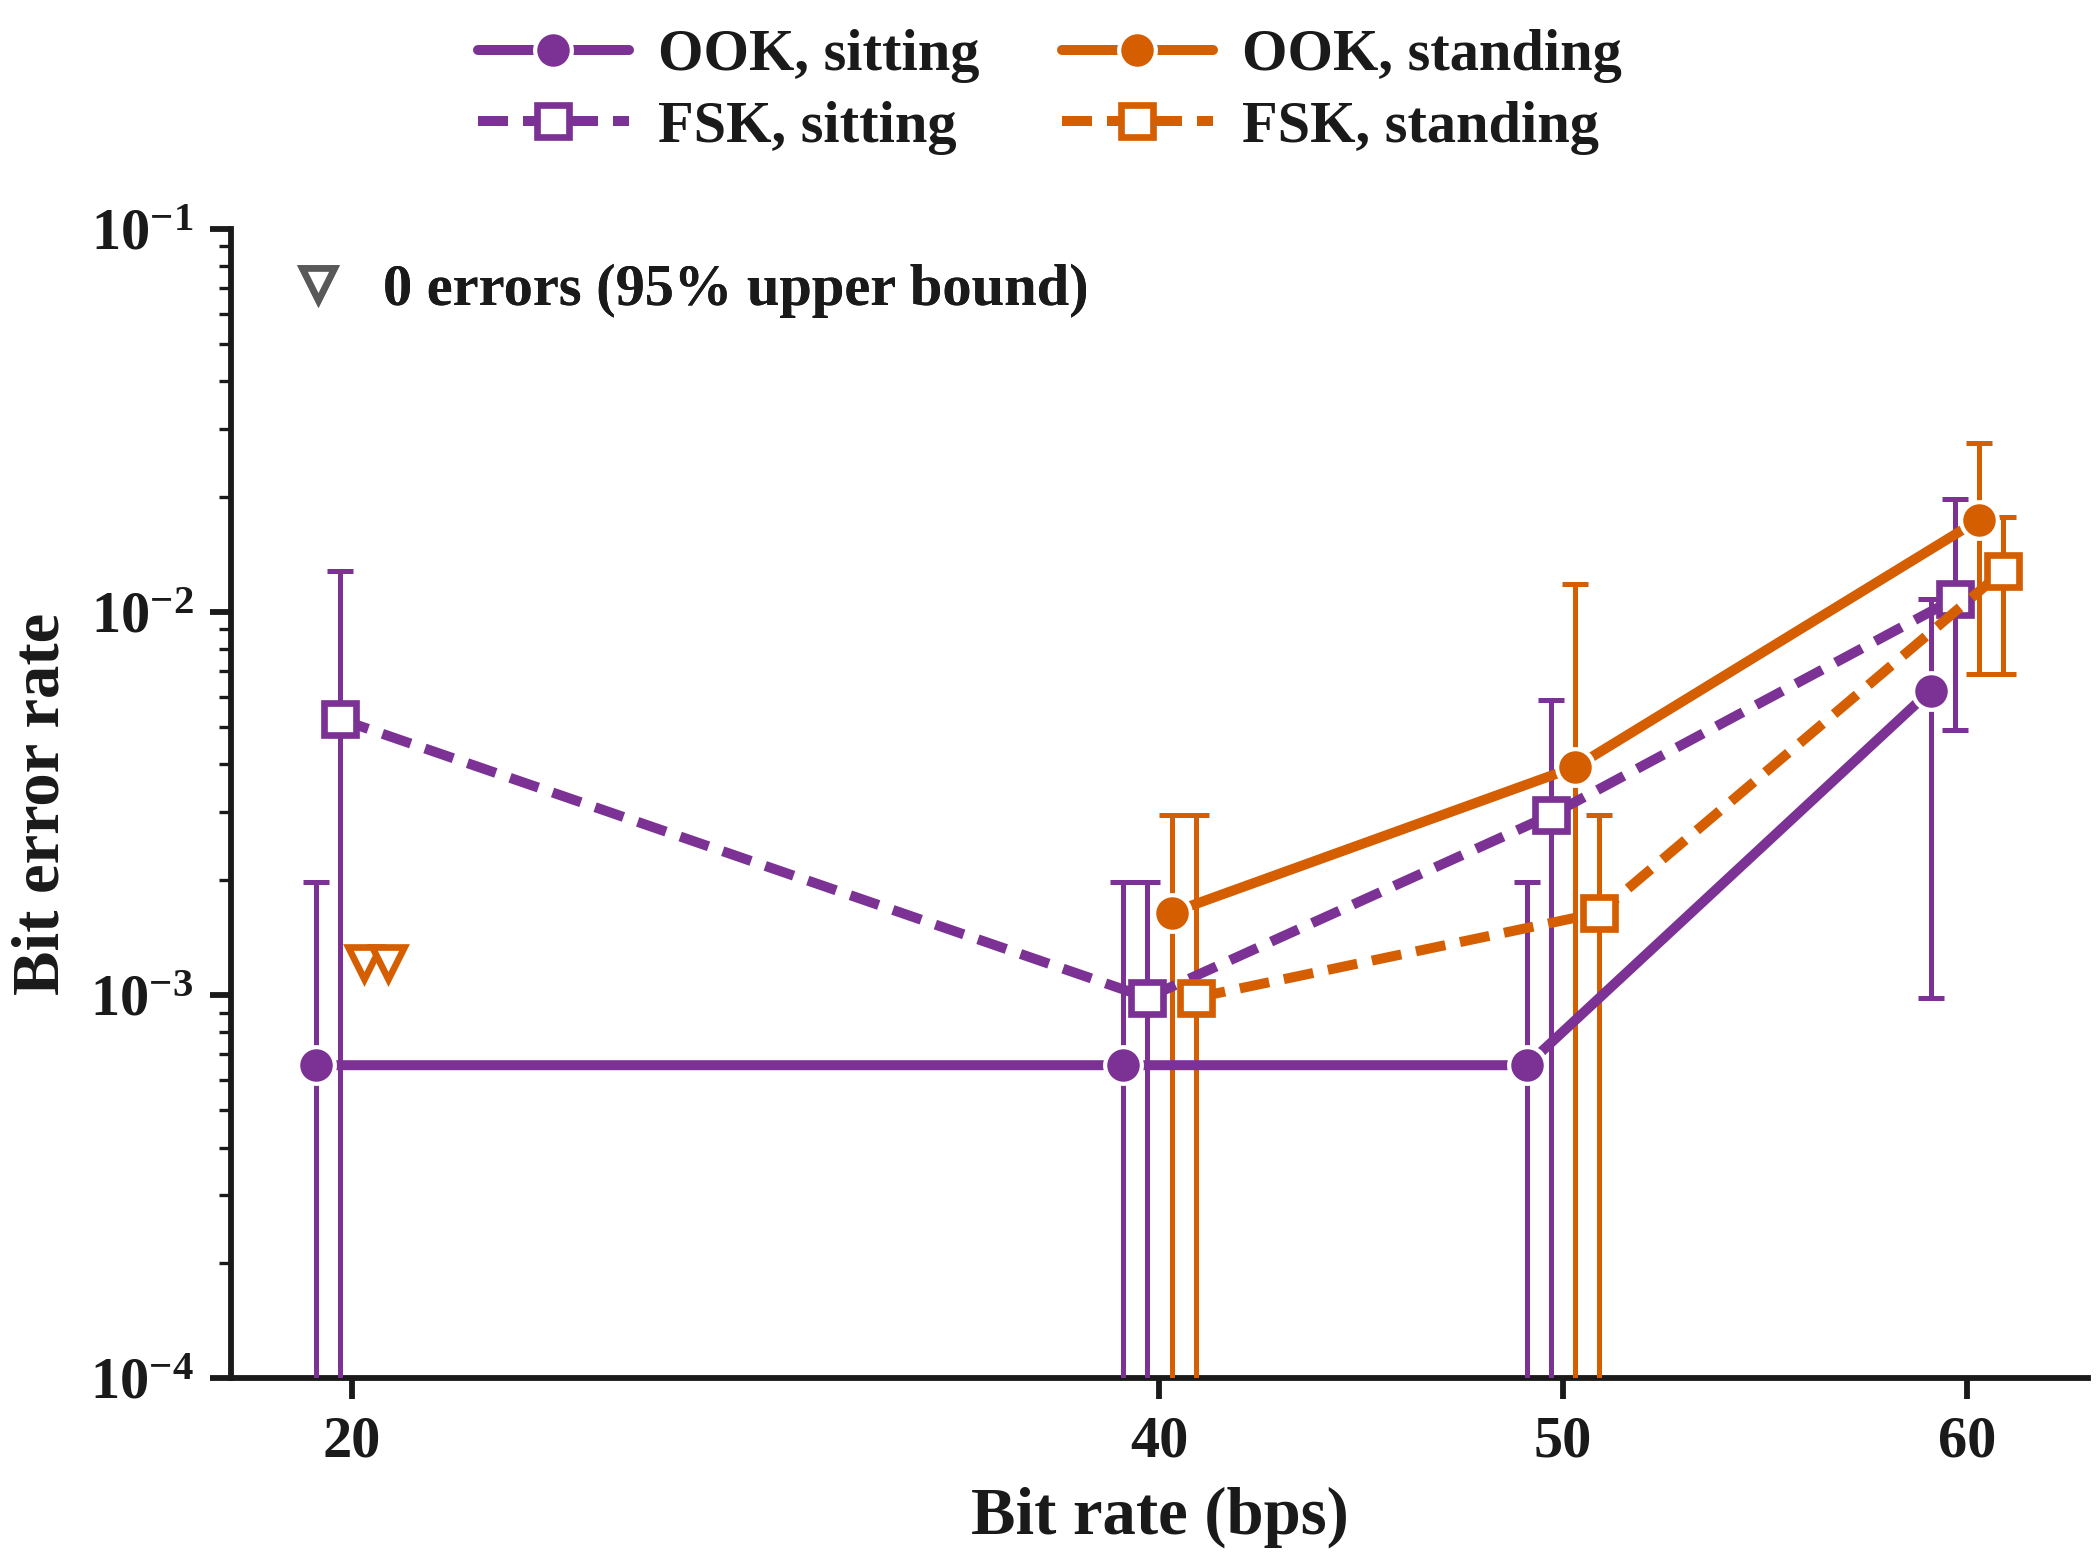 OOK, sitting
OOK, standing
FSK, sitting
FSK, standing
10⁻¹
0 errors (95% upper bound)
10⁻²
10⁻³
10⁻⁴
Bit error rate
20
40
50
60
Bit rate (bps)